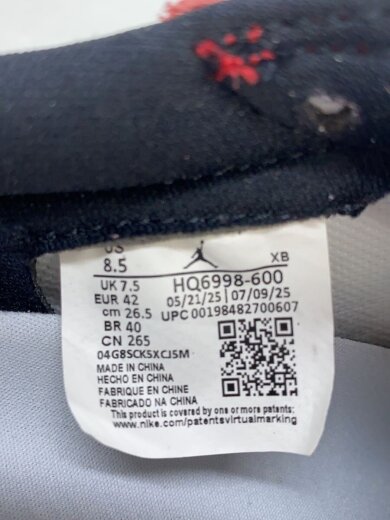 US
8.5
XB
UK 7.5
HQ6998-600
EUR 42
05/21/25 | 07/09/25
cm 26.5
UPC 00198482700607
BR 40
CN 265
04G8SCK5XCJ5M
MADE IN CHINA
HECHO EN CHINA
FABRIQUE EN CHINE
FABRICADO NA CHINA
This product is covered by one or more patents:
www.nike.com/patentsvirtualmarking